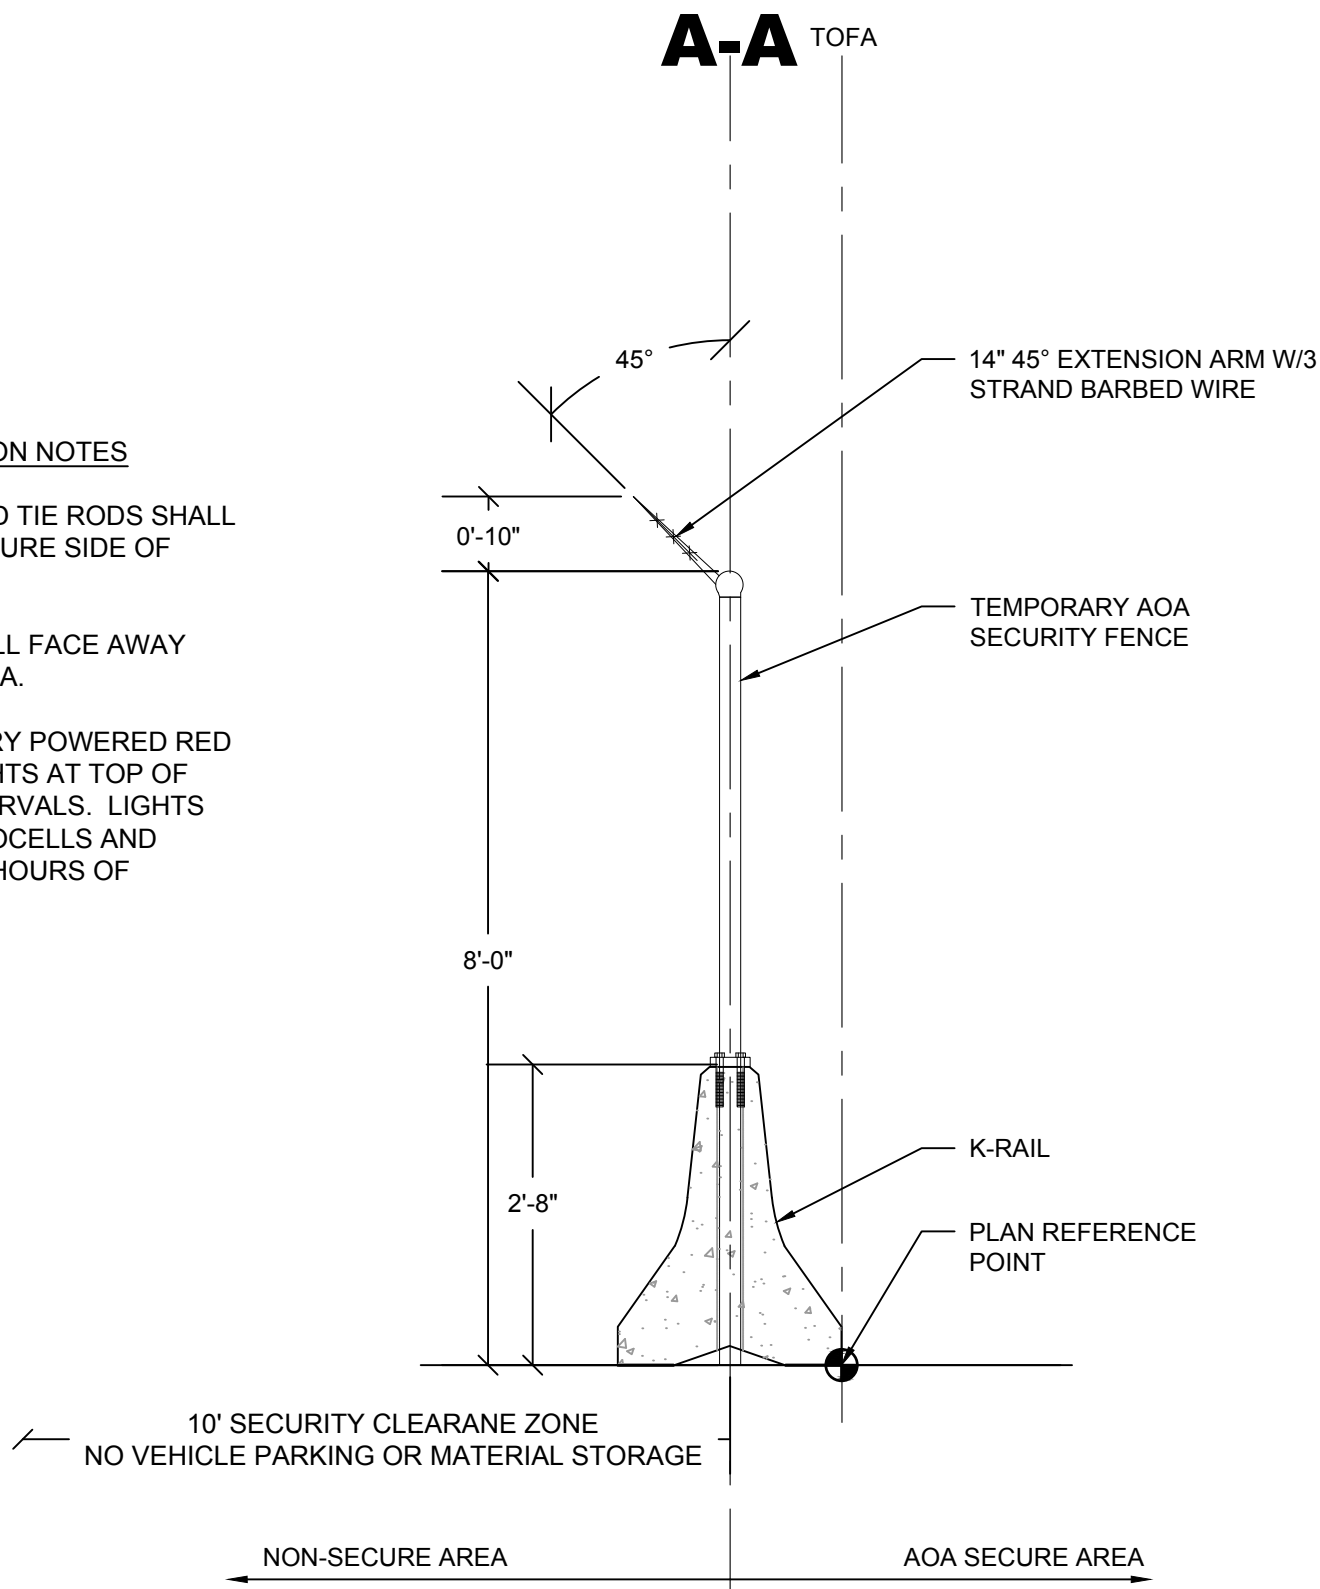 A-A TOFA
45°
14" 45° EXTENSION ARM W/3
STRAND BARBED WIRE
ON NOTES
D TIE RODS SHALL
URE SIDE OF
0'-10"
TEMPORARY AOA
SECURITY FENCE
LL FACE AWAY
A.
RY POWERED RED
HTS AT TOP OF
RVALS. LIGHTS
OCELLS AND
HOURS OF
8'-0"
K-RAIL
2'-8"
PLAN REFERENCE
POINT
10' SECURITY CLEARANE ZONE
NO VEHICLE PARKING OR MATERIAL STORAGE
NON-SECURE AREA
AOA SECURE AREA